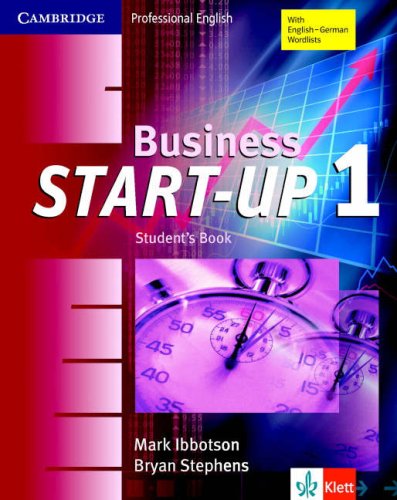 CAMBRIDGE
Professional English
With
English–German
Wordlists
Business
START-UP 1
Student's Book
Mark Ibbotson
Bryan Stephens
Klett